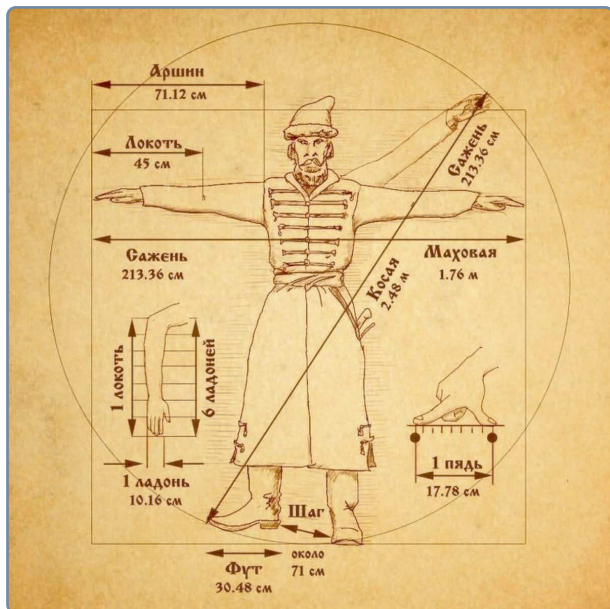 Аршин
71.12 см
Локоть
45 см
Сажень
213.36 см
Сажень
213.36 см
Маховая
1.76 м
Косая
2.48 м
1 локоть
6 ладоней
1 ладонь
10.16 см
1 пядь
17.78 см
Шаг
около
71 см
Фут
30.48 см